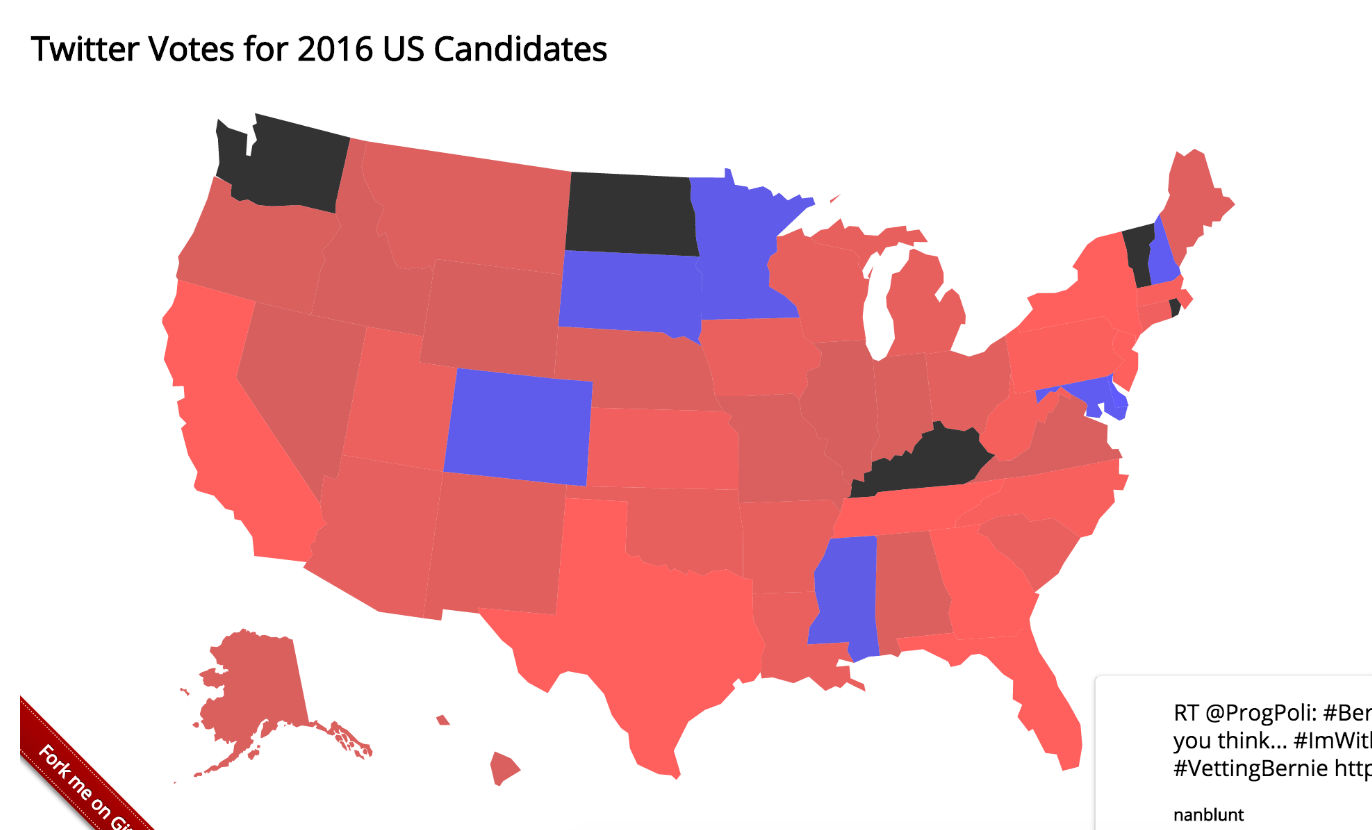 Twitter Votes for 2016 US Candidates
RT @ProgPoli: #Ber
you think... #ImWit
#VettingBernie http
nanblunt
Fork me on Gi